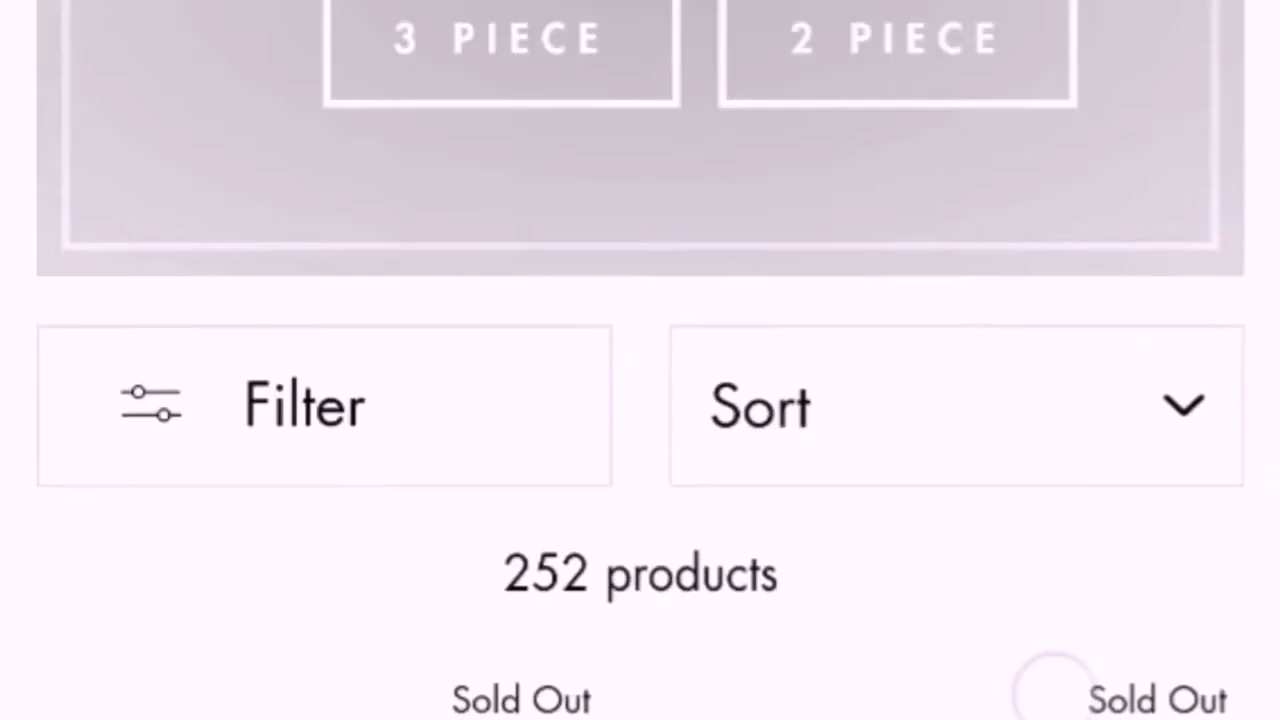 3 PIECE 2 PIECE
Filter Sort
252 products
Sold Out Sold Out